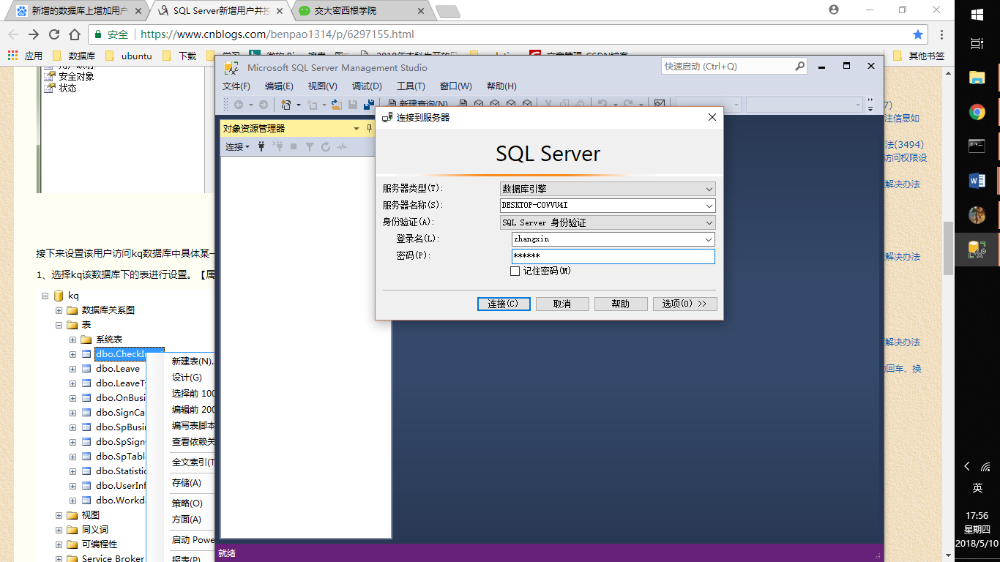 新增的数据库上增加用户
SQL Server新增用户并控
交大密西根学院
安全
https://www.cnblogs.com/benpao1314/p/6297155.html
应用
数据库
ubuntu
下载
学习
其他书签
安全对象
状态
接下来设置该用户访问kq数据库中具体某一
1、选择kq该数据库下的表进行设置。【属
kq
数据库关系图
表
系统表
dbo.CheckI
dbo.Leave
dbo.LeaveTy
dbo.OnBusi
dbo.SignCa
dbo.SpBusin
dbo.SpSign
dbo.SpTable
dbo.Statistic
dbo.UserInf
dbo.Workda
视图
同义词
可编程性
Service Broker
新建表(N)...
设计(G)
选择前 100
编辑前 200
编写表脚本
查看依赖关
全文索引(T
存储(A)
策略(O)
方面(A)
启动 Powe
报表(P)
Microsoft SQL Server Management Studio
快速启动 (Ctrl+Q)
文件(F)
编辑(E)
视图(V)
调试(D)
工具(T)
窗口(W)
帮助(H)
新建查询(N)
对象资源管理器
连接
就绪
连接到服务器
SQL Server
服务器类型(T):
数据库引擎
服务器名称(S):
DESKTOP-COVVU4I
身份验证(A):
SQL Server 身份验证
登录名(L):
zhangxin
密码(P):
******
记住密码(M)
连接(C)
取消
帮助
选项(O) >>
7)
注信息如
法(3494)
访问权限设
解决办法
解决办法
解决办法
回车、换
英
17:56
星期四
2018/5/10